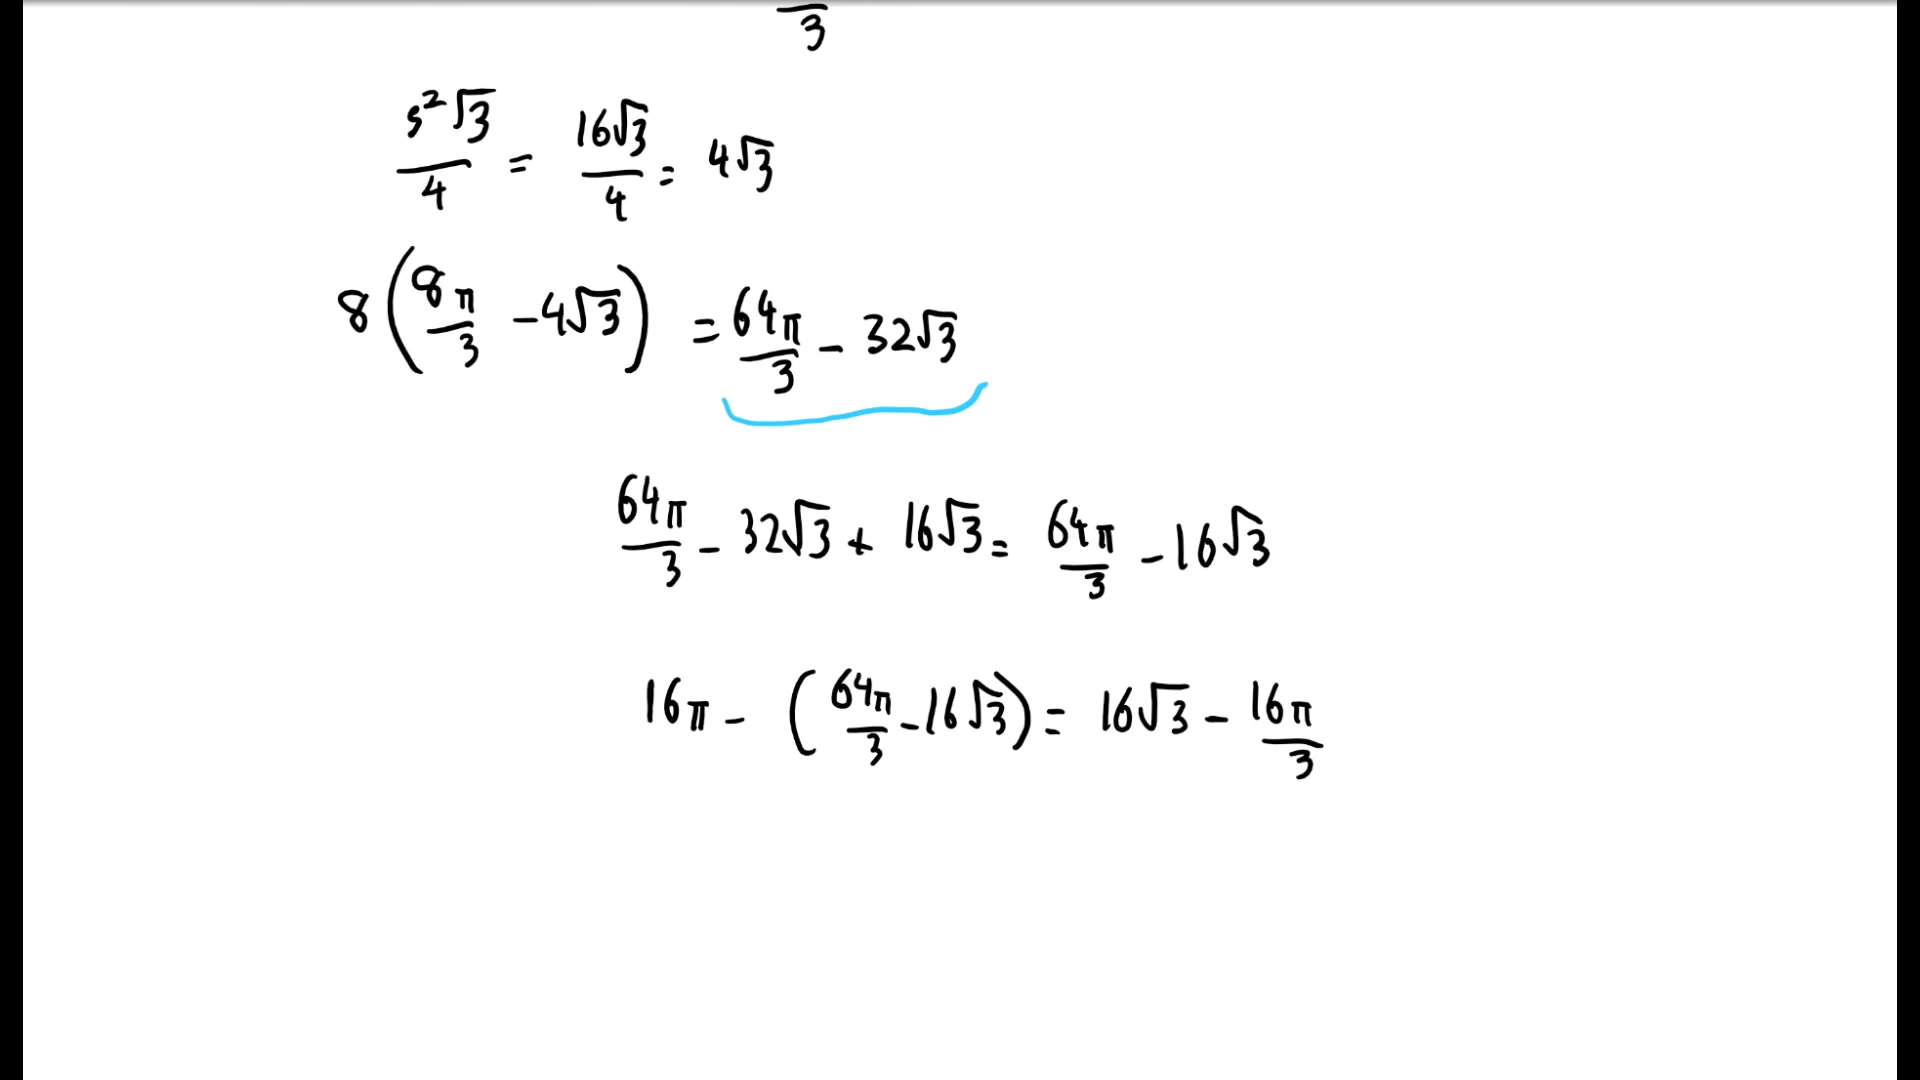 3
s²√3/4 = 16√3/4 = 4√3
8(8π/3 - 4√3) = 64π/3 - 32√3
64π/3 - 32√3 + 16√3 = 64π/3 - 16√3
16π - (64π/3 - 16√3) = 16√3 - 16π/3